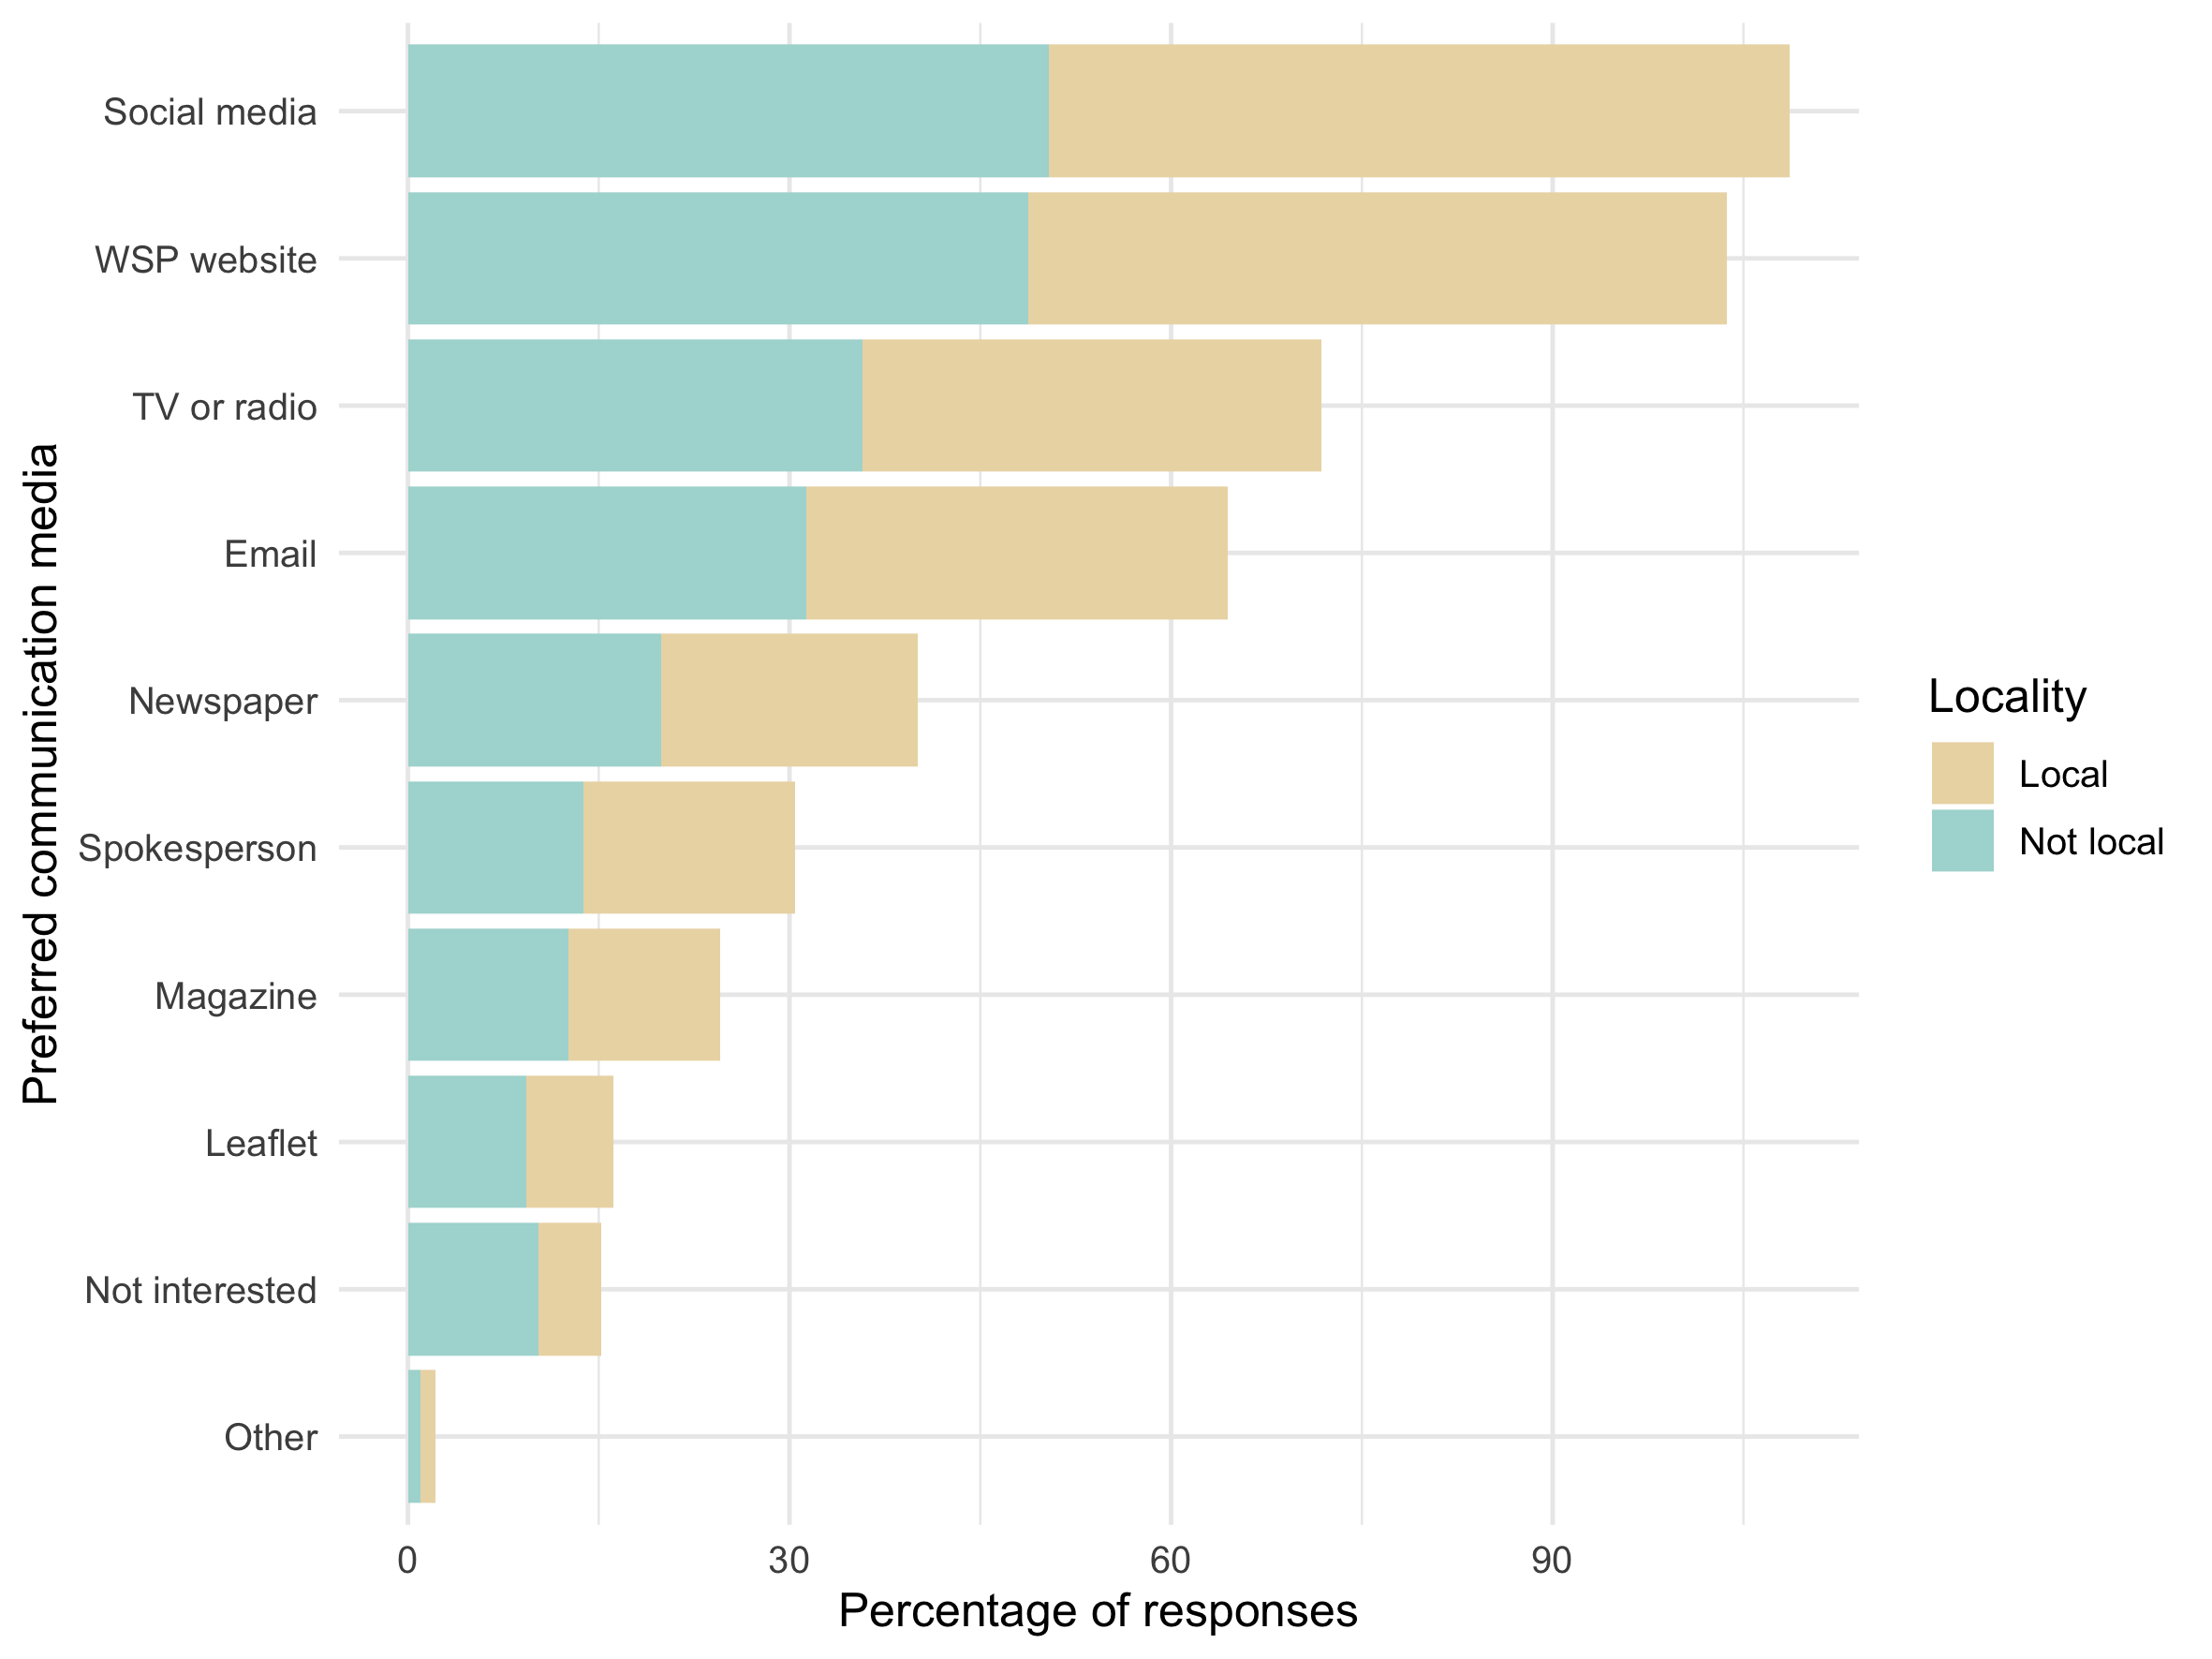 Preferred communication media
Social media
WSP website
TV or radio
Email
Newspaper
Spokesperson
Magazine
Leaflet
Not interested
Other
0 30 60 90
Percentage of responses
Locality
Local
Not local